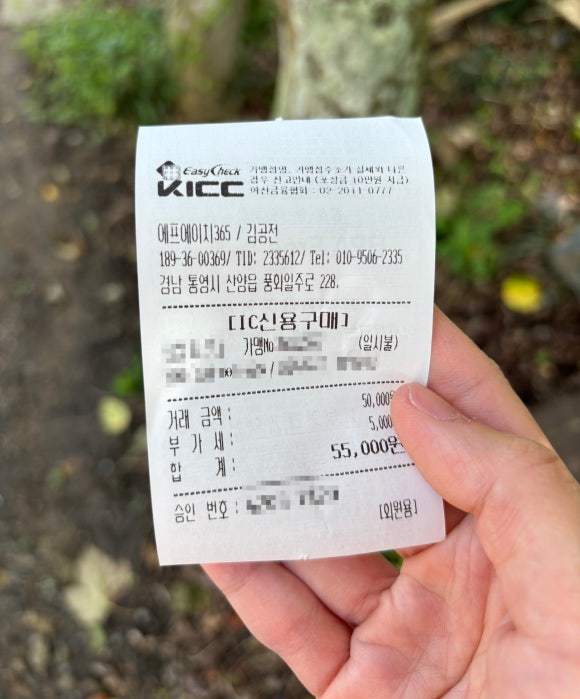 EasyCheck
KICC
가맹점명, 가맹점주소가 실제와 다른
경우 신고안내 (포상금 10만원 지급)
여신금융협회 : 02-2011-0777
에프에이치365 / 김공전
189-36-00369/ TID: 2335612/ Tel: 010-9506-2335
경남 통영시 산양읍 풍화일주로 228.
[IC신용구매]
가맹No
(일시불)
/
거래 금액 : 50,000
부 가 세 : 5,000
합 계 : 55,000원
승인 번호 :
[회원용]